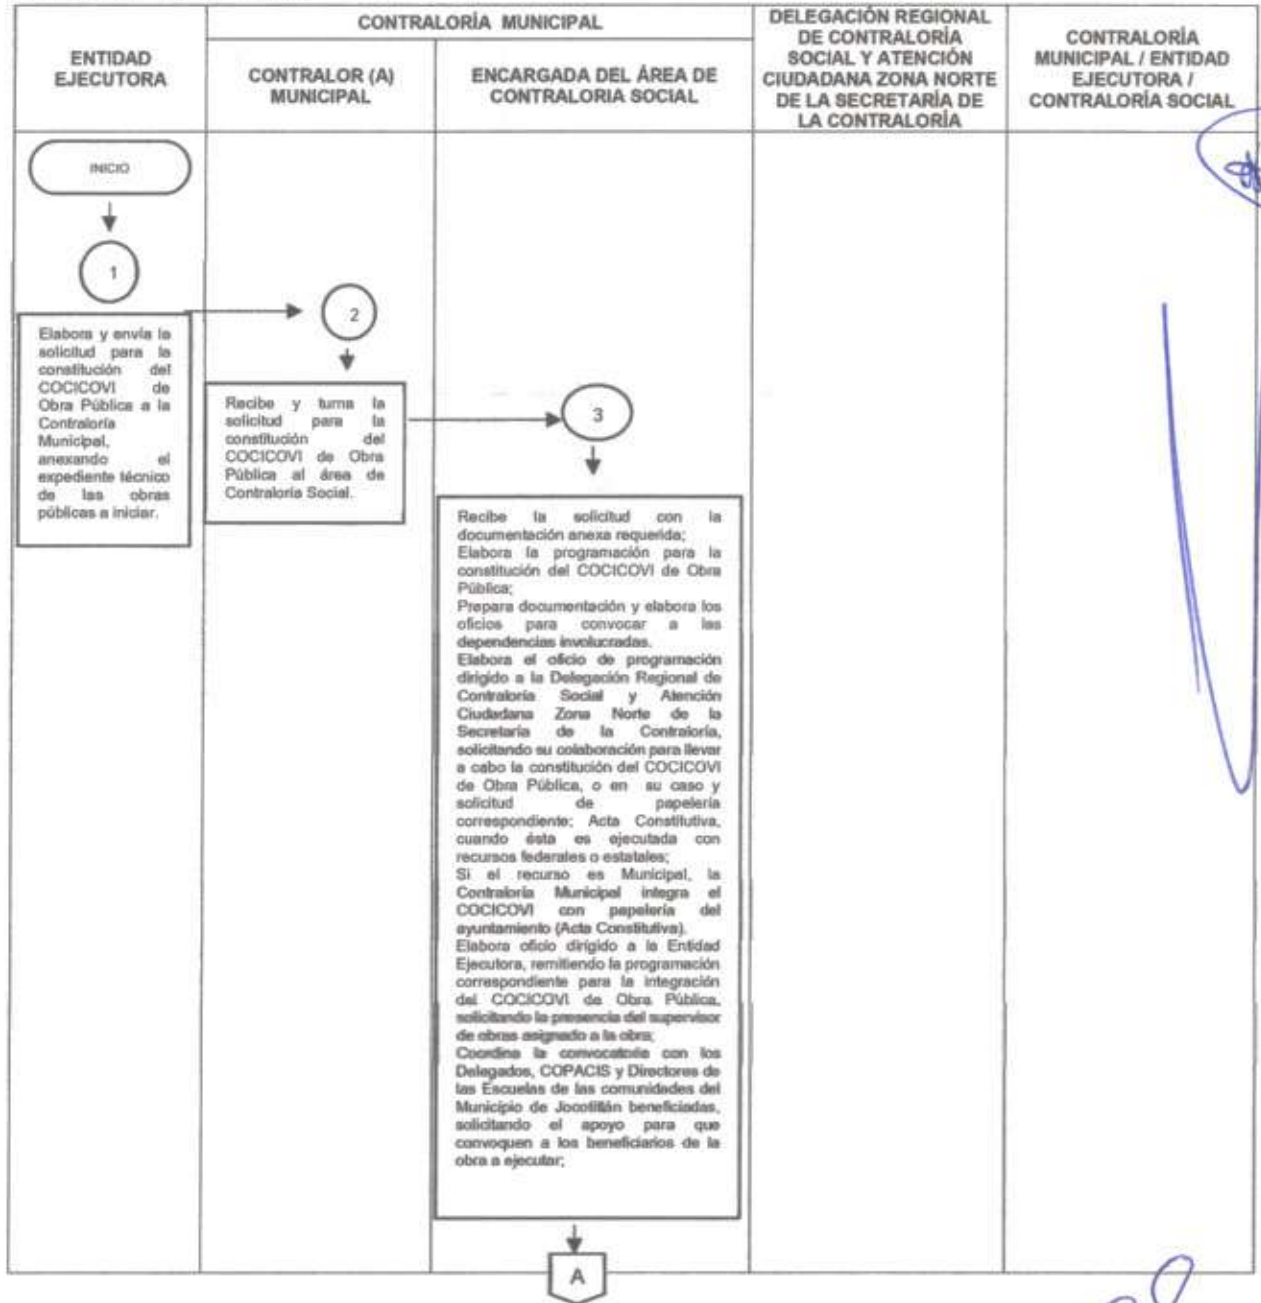 ENTIDAD
EJECUTORA
CONTRALORÍA MUNICIPAL
CONTRALOR (A)
MUNICIPAL
ENCARGADA DEL ÁREA DE
CONTRALORIA SOCIAL
DELEGACIÓN REGIONAL
DE CONTRALORÍA
SOCIAL Y ATENCIÓN
CIUDADANA ZONA NORTE
DE LA SECRETARÍA DE
LA CONTRALORÍA
CONTRALORÍA
MUNICIPAL / ENTIDAD
EJECUTORA /
CONTRALORÍA SOCIAL
INICIO
1
Elabora y envía la
solicitud para la
constitución del
COCICOVI de
Obra Pública a la
Contraloría
Municipal,
anexando el
expediente técnico
de las obras
públicas a iniciar.
2
Recibe y turna la
solicitud para la
constitución del
COCICOVI de Obra
Pública al área de
Contraloría Social.
3
Recibe la solicitud con la
documentación anexa requerida;
Elabora la programación para la
constitución del COCICOVI de Obra
Pública;
Prepara documentación y elabora los
oficios para convocar a las
dependencias involucradas.
Elabora el oficio de programación
dirigido a la Delegación Regional de
Contraloría Social y Atención
Ciudadana Zona Norte de la
Secretaría de la Contraloría,
solicitando su colaboración para llevar
a cabo la constitución del COCICOVI
de Obra Pública, o en su caso y
solicitud de papelería
correspondiente; Acta Constitutiva,
cuando ésta es ejecutada con
recursos federales o estatales;
Si el recurso es Municipal, la
Contraloría Municipal integra el
COCICOVI con papelería del
ayuntamiento (Acta Constitutiva).
Elabora oficio dirigido a la Entidad
Ejecutora, remitiendo la programación
correspondiente para la integración
del COCICOVI de Obra Pública,
solicitando la presencia del supervisor
de obras asignado a la obra;
Coordina la convocatoria con los
Delegados, COPACIS y Directores de
las Escuelas de las comunidades del
Municipio de Jocotitlán beneficiadas,
solicitando el apoyo para que
convoquen a los beneficiarios de la
obra a ejecutar;
A